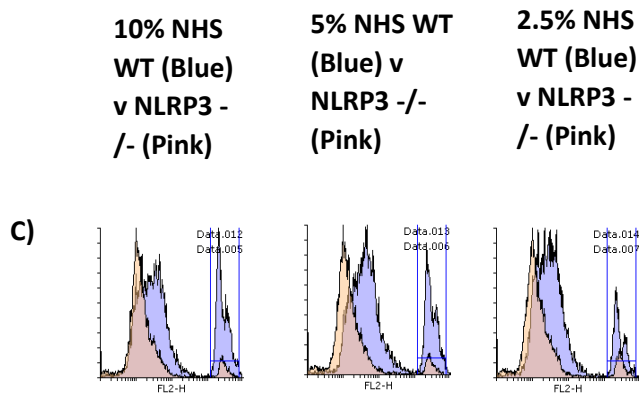 10% NHS
WT (Blue)
v NLRP3 -
/- (Pink)
5% NHS WT
(Blue) v
NLRP3 -/-
(Pink)
2.5% NHS
WT (Blue)
v NLRP3 -
/- (Pink)
C)
Data.012
Data.005
FL2-H
Data.013
Data.006
FL2-H
Data.014
Data.007
FL2-H